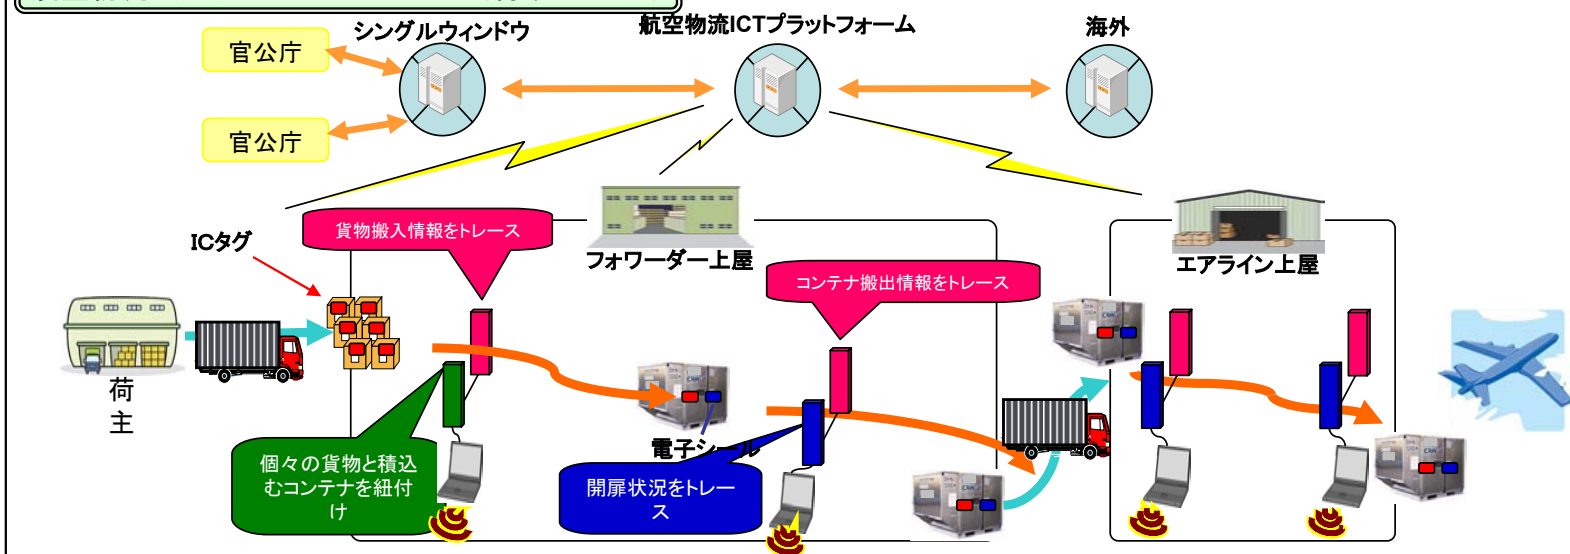 シングルウィンドウ
航空物流ICTプラットフォーム
海外
官公庁
官公庁
貨物搬入情報をトレース
ICタグ
フォワーダー上屋
エアライン上屋
コンテナ搬出情報をトレース
荷
主
電子シール
個々の貨物と積込
むコンテナを紐付
け
開扉状況をトレー
ス